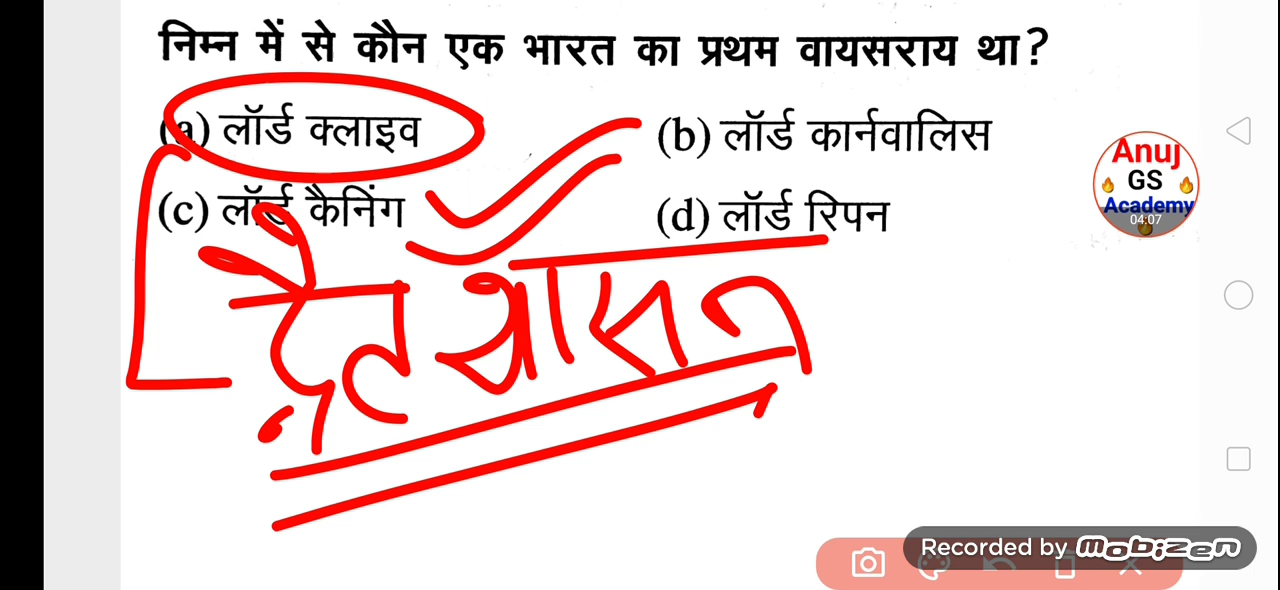 निम्न में से कौन एक भारत का प्रथम वायसराय था?
(a) लॉर्ड क्लाइव
(b) लॉर्ड कार्नवालिस
(c) लॉर्ड कैनिंग
(d) लॉर्ड रिपन
द्वैत शासन
Anuj
GS
Academy
04:07
Recorded by Mobizen